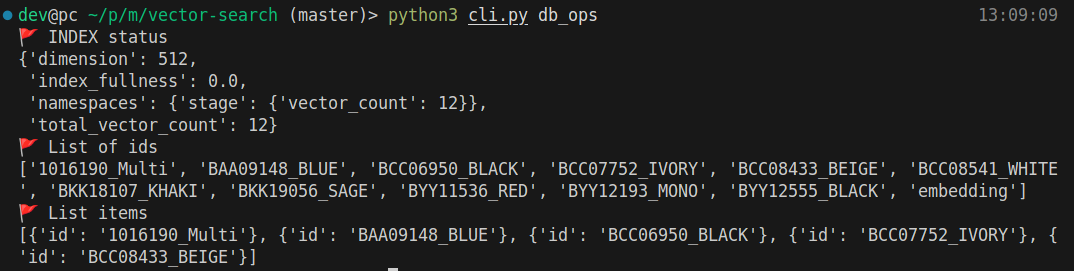 dev@pc ~/p/m/vector-search (master)> python3 cli.py db_ops 13:09:09
🚩 INDEX status
{'dimension': 512,
 'index_fullness': 0.0,
 'namespaces': {'stage': {'vector_count': 12}},
 'total_vector_count': 12}
🚩 List of ids
['1016190_Multi', 'BAA09148_BLUE', 'BCC06950_BLACK', 'BCC07752_IVORY', 'BCC08433_BEIGE', 'BCC08541_WHITE
', 'BKK18107_KHAKI', 'BKK19056_SAGE', 'BYY11536_RED', 'BYY12193_MONO', 'BYY12555_BLACK', 'embedding']
🚩 List items
[{'id': '1016190_Multi'}, {'id': 'BAA09148_BLUE'}, {'id': 'BCC06950_BLACK'}, {'id': 'BCC07752_IVORY'}, {
'id': 'BCC08433_BEIGE'}]